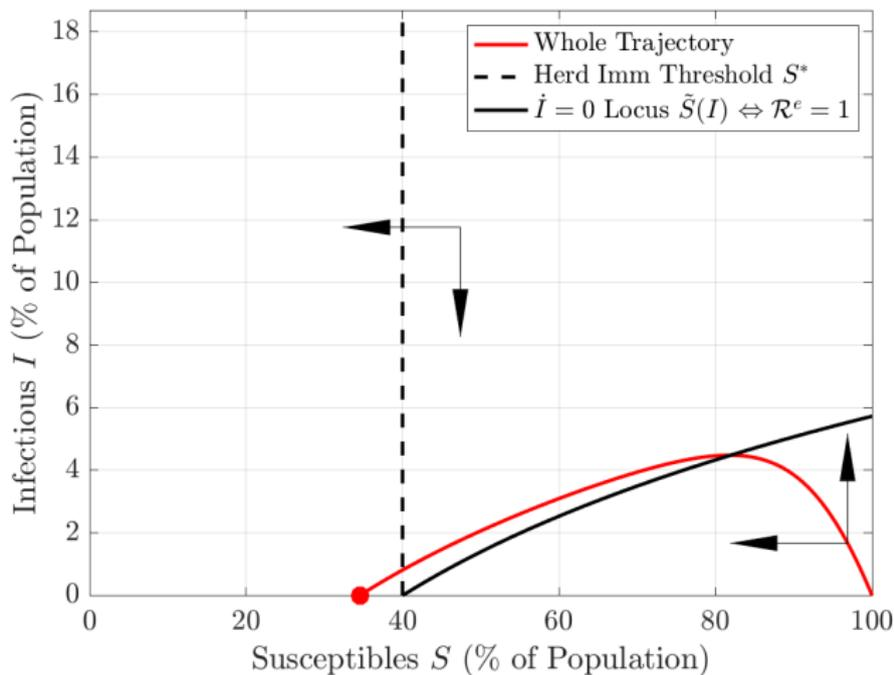 18
16
14
12
10
8
6
4
2
0
0 20 40 60 80 100
Infectious I (% of Population)
Susceptibles S (% of Population)
Whole Trajectory
Herd Imm Threshold S*
İ = 0 Locus S̃(I) ⇔ ℛᵉ = 1